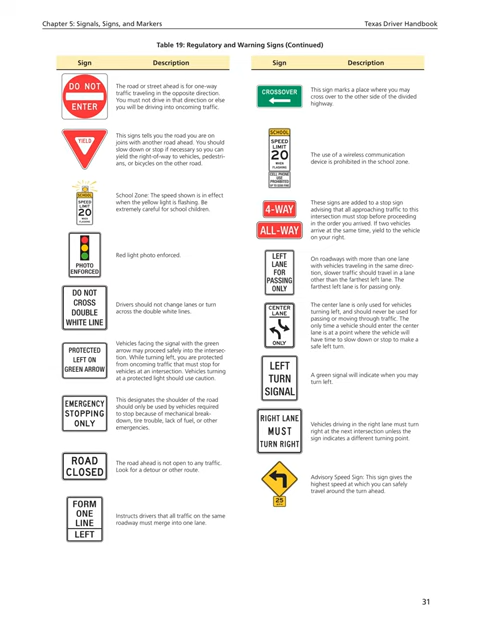 Chapter 5: Signals, Signs, and Markers
Texas Driver Handbook
Table 19: Regulatory and Warning Signs (Continued)
Sign
Description
DO NOT
ENTER
The road or street ahead is for one-way
traffic traveling in the opposite direction.
You must not drive in that direction or else
you will be driving into oncoming traffic.
YIELD
This signs tells you the road you are on
joins with another road ahead. You should
slow down or stop if necessary so you can
yield the right-of-way to vehicles, pedestri-
ans, or bicycles on the other road.
SCHOOL
SPEED
LIMIT
20
WHEN
FLASHING
School Zone: The speed shown is in effect
when the yellow light is flashing. Be
extremely careful for school children.
PHOTO
ENFORCED
Red light photo enforced.
DO NOT
CROSS
DOUBLE
WHITE LINE
Drivers should not change lanes or turn
across the double white lines.
PROTECTED
LEFT ON
GREEN ARROW
Vehicles facing the signal with the green
arrow may proceed safely into the intersec-
tion. While turning left, you are protected
from oncoming traffic that must stop for
vehicles at an intersection. Vehicles turning
at a protected light should use caution.
EMERGENCY
STOPPING
ONLY
This designates the shoulder of the road
should only be used by vehicles required
to stop because of mechanical break-
down, tire trouble, lack of fuel, or other
emergencies.
ROAD
CLOSED
The road ahead is not open to any traffic.
Look for a detour or other route.
FORM
ONE
LINE
LEFT
Instructs drivers that all traffic on the same
roadway must merge into one lane.
Sign
Description
CROSSOVER
This sign marks a place where you may
cross over to the other side of the divided
highway.
SCHOOL
SPEED
LIMIT
20
WHEN
FLASHING
CELL PHONE
USE
PROHIBITED
The use of a wireless communication
device is prohibited in the school zone.
4-WAY
ALL-WAY
These signs are added to a stop sign
advising that all approaching traffic to this
intersection must stop before proceeding
in the order you arrived. If two vehicles
arrive at the same time, yield to the vehicle
on your right.
LEFT
LANE
FOR
PASSING
ONLY
On roadways with more than one lane
with vehicles traveling in the same direc-
tion, slower traffic should travel in a lane
other than the farthest left lane. The
farthest left lane is for passing only.
CENTER
LANE
ONLY
The center lane is only used for vehicles
turning left, and should never be used for
passing or moving through traffic. The
only time a vehicle should enter the center
lane is at a point where the vehicle will
have time to slow down or stop to make a
safe left turn.
LEFT
TURN
SIGNAL
A green signal will indicate when you may
turn left.
RIGHT LANE
MUST
TURN RIGHT
Vehicles driving in the right lane must turn
right at the next intersection unless the
sign indicates a different turning point.
25
Advisory Speed Sign: This sign gives the
highest speed at which you can safely
travel around the turn ahead.
31